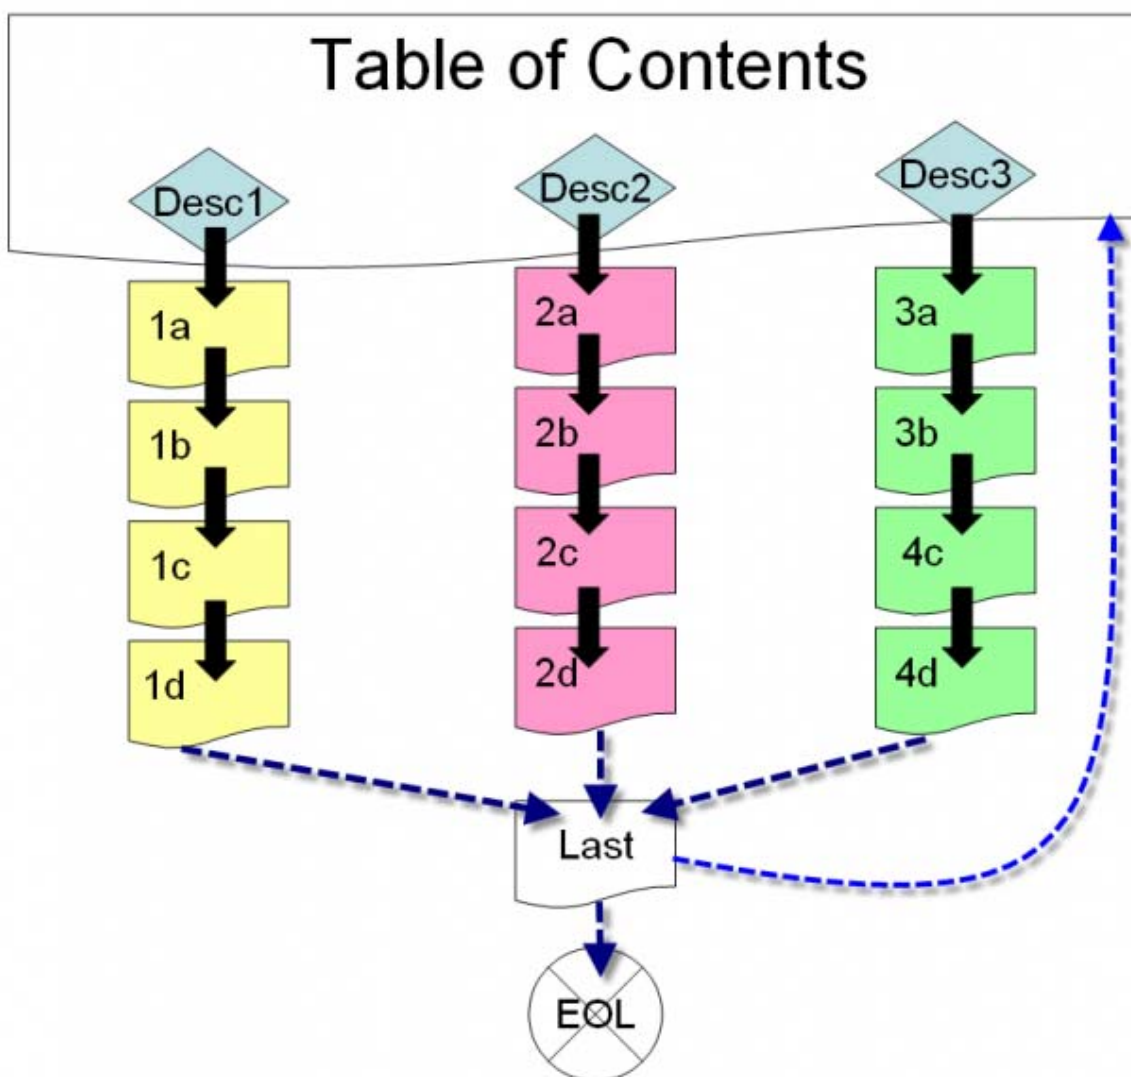 Table of Contents
Desc1 Desc2 Desc3
1a 2a 3a
1b 2b 3b
1c 2c 4c
1d 2d 4d
Last
EOL